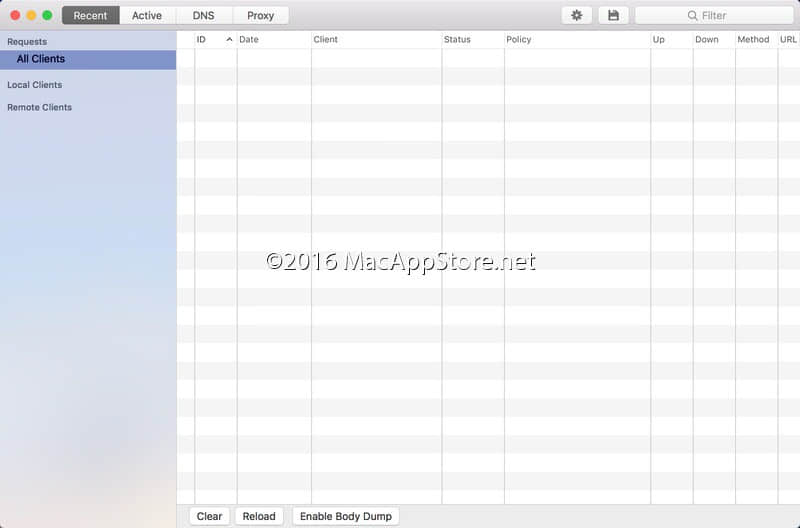 Recent Active DNS Proxy Filter
Requests
All Clients
Local Clients
Remote Clients
ID Date Client Status Policy Up Down Method URL
©2016 MacAppStore.net
Clear Reload Enable Body Dump